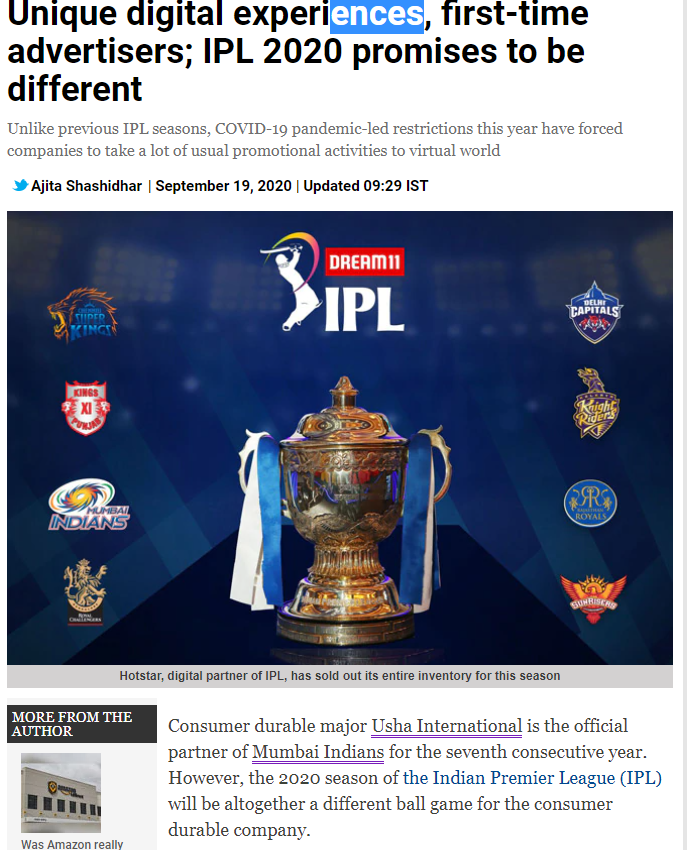 Unique digital experiences, first-time
advertisers; IPL 2020 promises to be
different
Unlike previous IPL seasons, COVID-19 pandemic-led restrictions this year have forced
companies to take a lot of usual promotional activities to virtual world
Ajita Shashidhar | September 19, 2020 | Updated 09:29 IST
DREAM11
IPL
CHENNAI
SUPER
KINGS
DELHI
CAPITALS
KINGS
XI
PUNJAB
Knight
Riders
MUMBAI
INDIANS
RR
RAJASTHAN
ROYALS
ROYAL
CHALLENGERS
SUNRISERS
Hotstar, digital partner of IPL, has sold out its entire inventory for this season
MORE FROM THE
AUTHOR
Was Amazon really
Consumer durable major Usha International is the official
partner of Mumbai Indians for the seventh consecutive year.
However, the 2020 season of the Indian Premier League (IPL)
will be altogether a different ball game for the consumer
durable company.